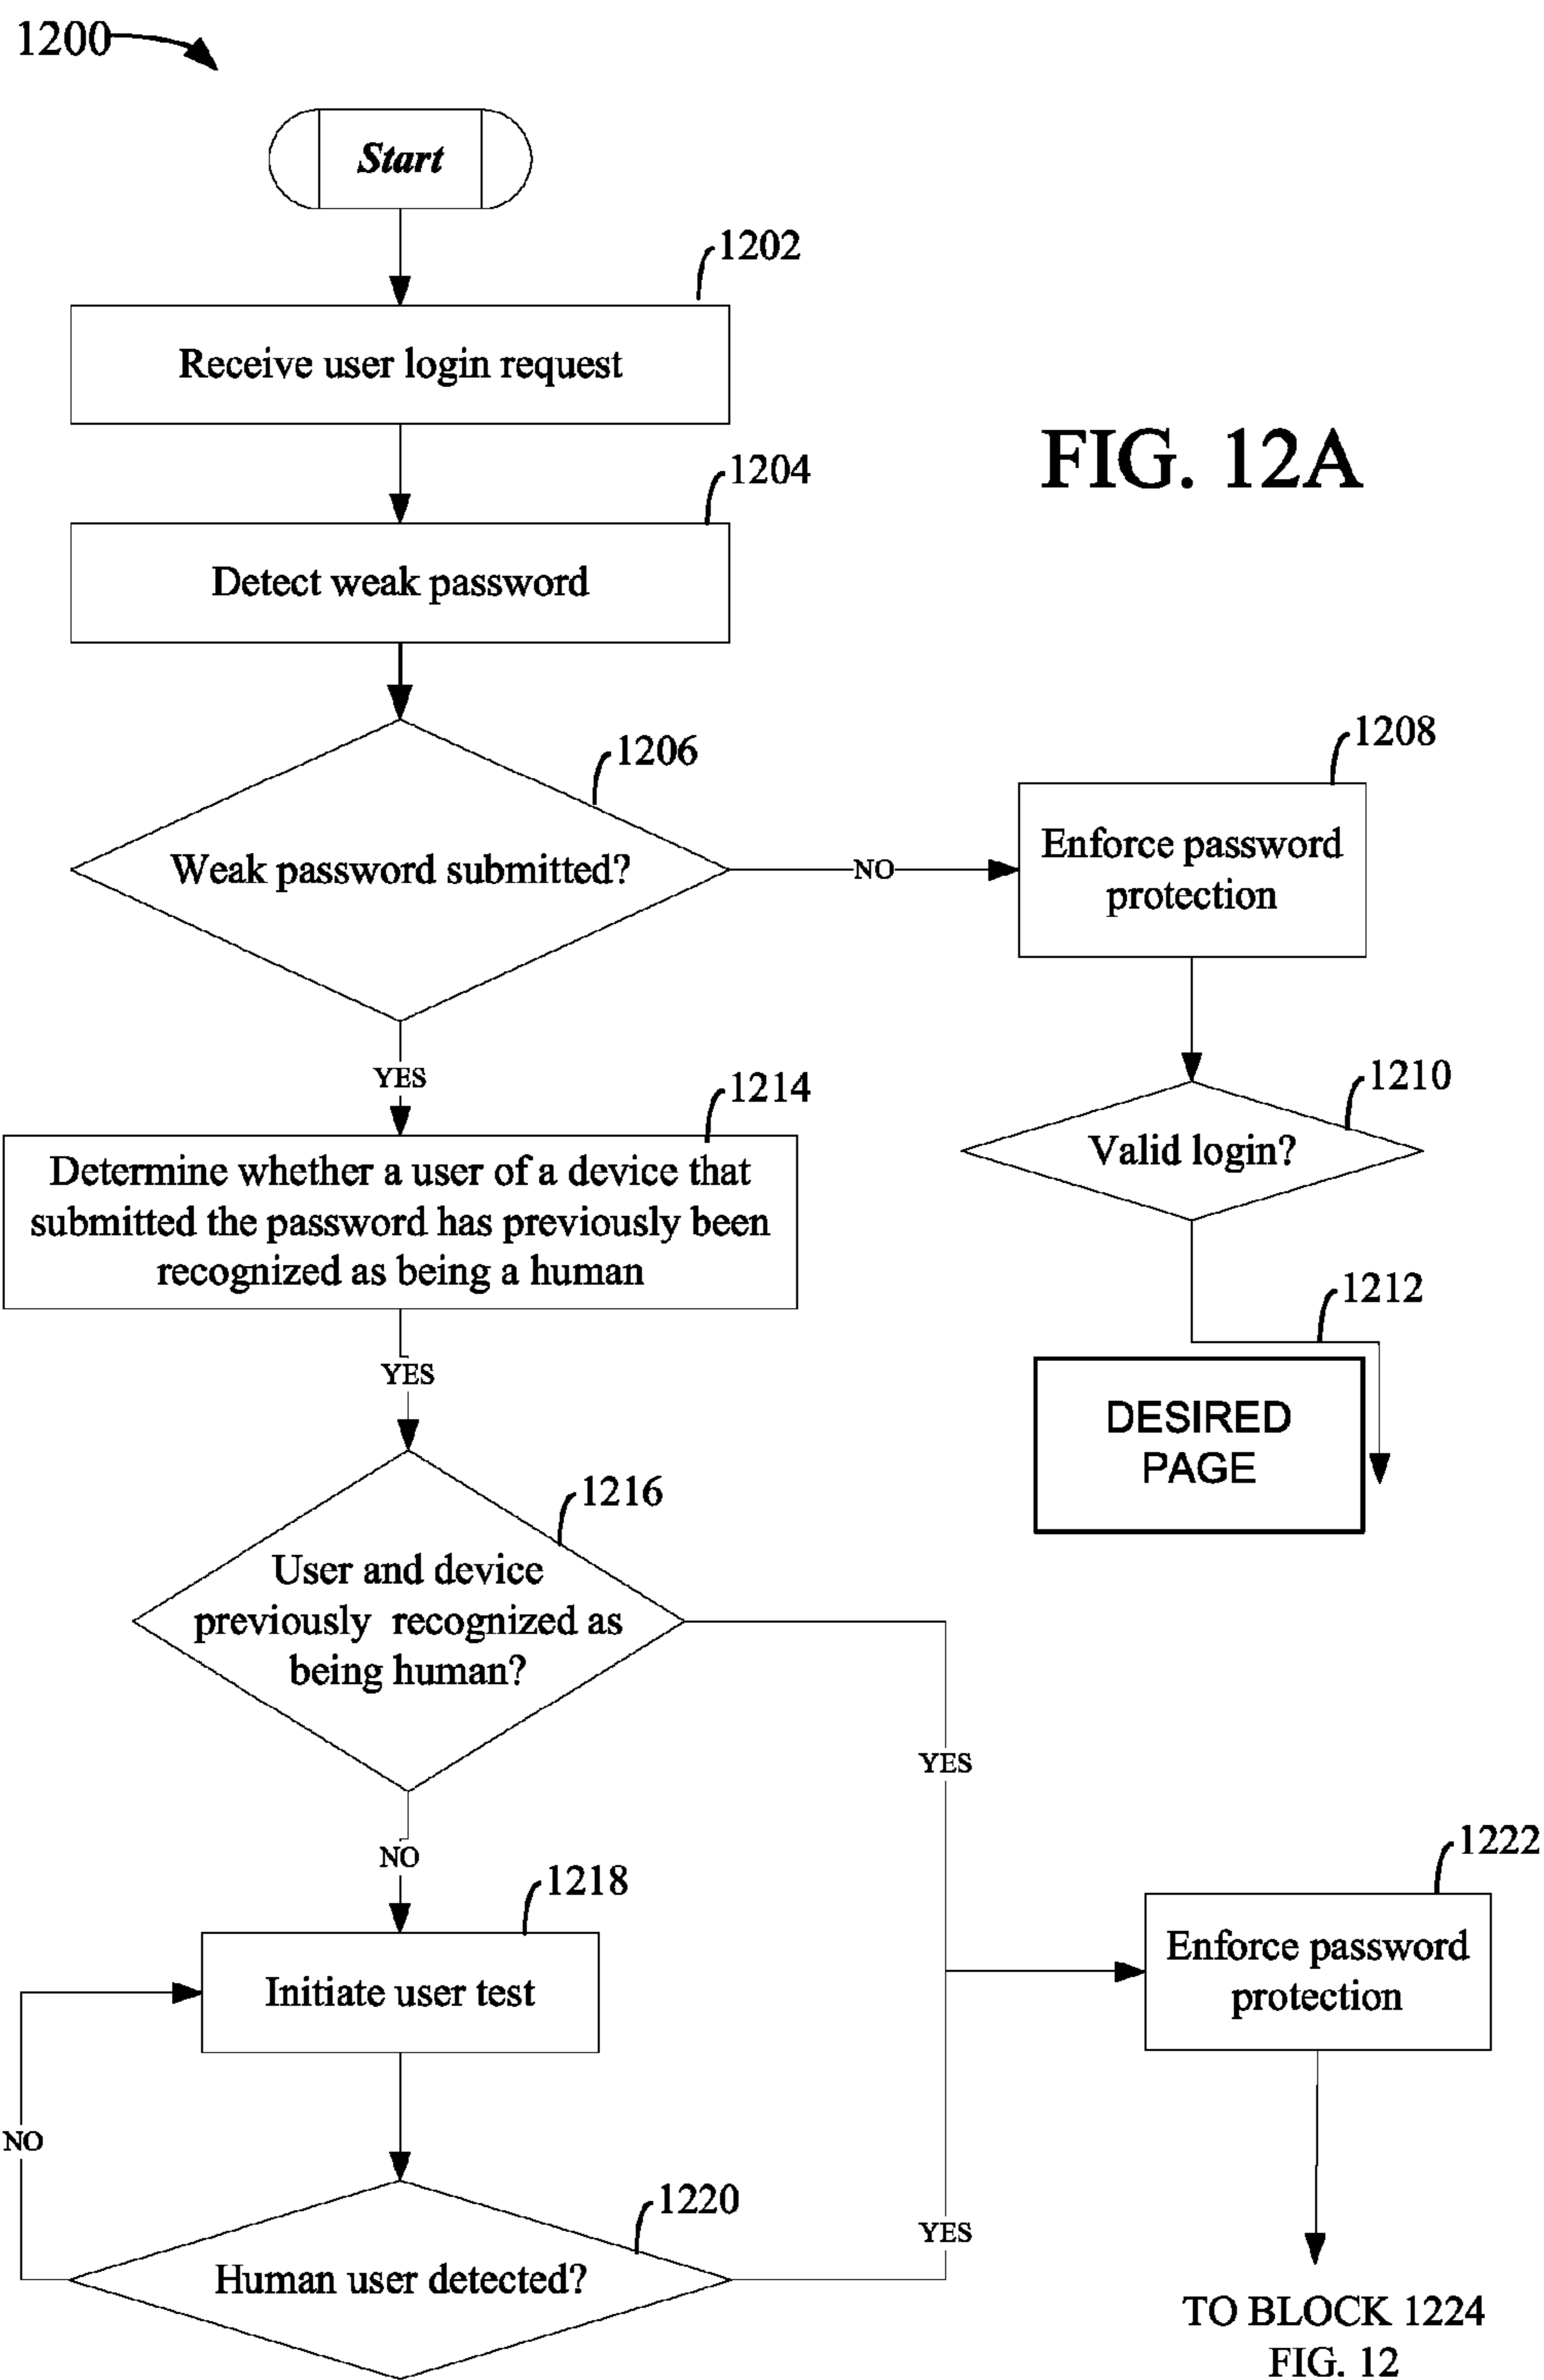 1200
Start
1202
Receive user login request
FIG. 12A
1204
Detect weak password
1206
Weak password submitted?
NO
1208
Enforce password
protection
YES
1210
Valid login?
1214
Determine whether a user of a device that
submitted the password has previously been
recognized as being a human
1212
DESIRED
PAGE
YES
1216
User and device
previously recognized as
being human?
YES
NO
1218
Initiate user test
1222
Enforce password
protection
NO
1220
Human user detected?
YES
TO BLOCK 1224
FIG. 12